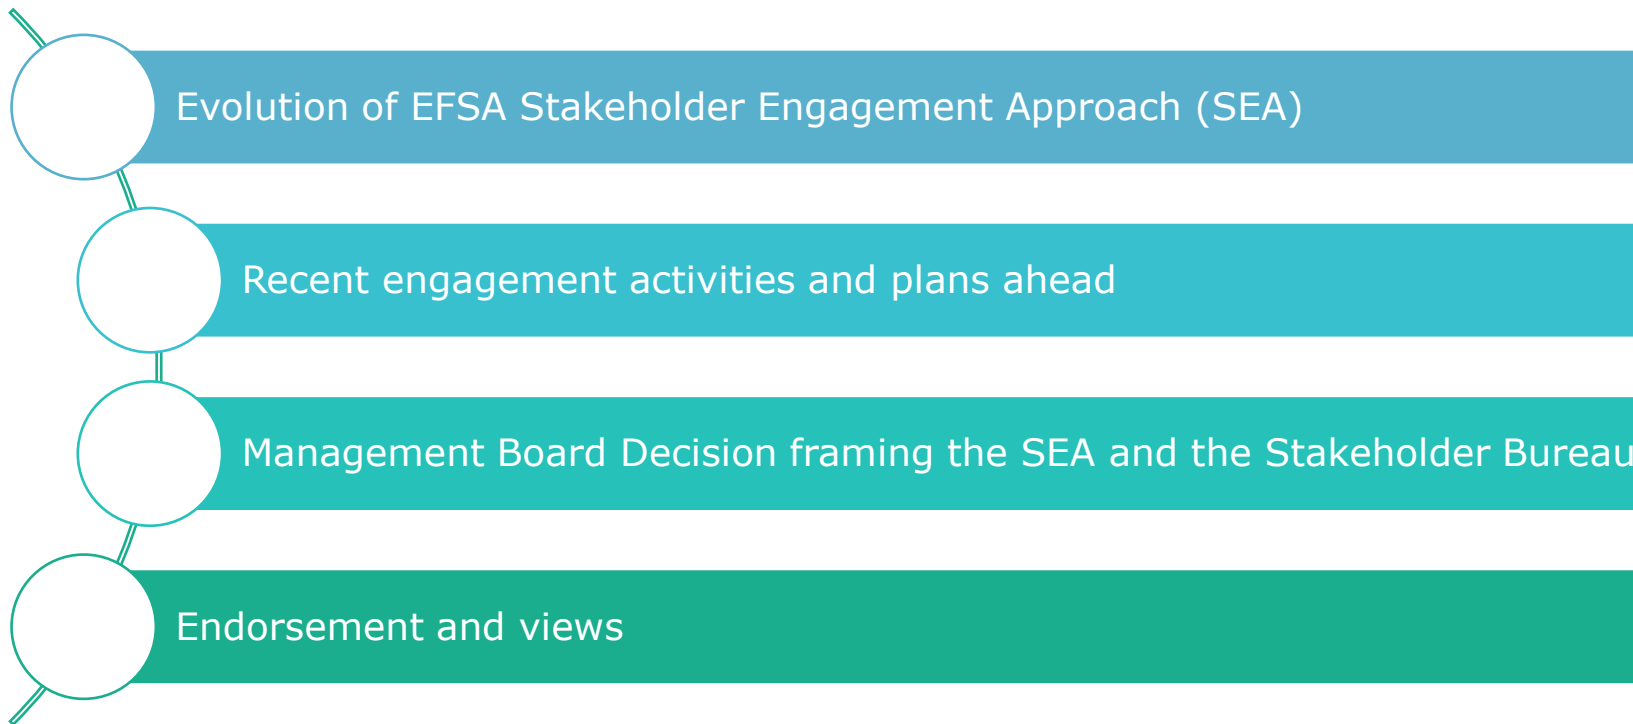 Evolution of EFSA Stakeholder Engagement Approach (SEA)
Recent engagement activities and plans ahead
Management Board Decision framing the SEA and the Stakeholder Bureau
Endorsement and views